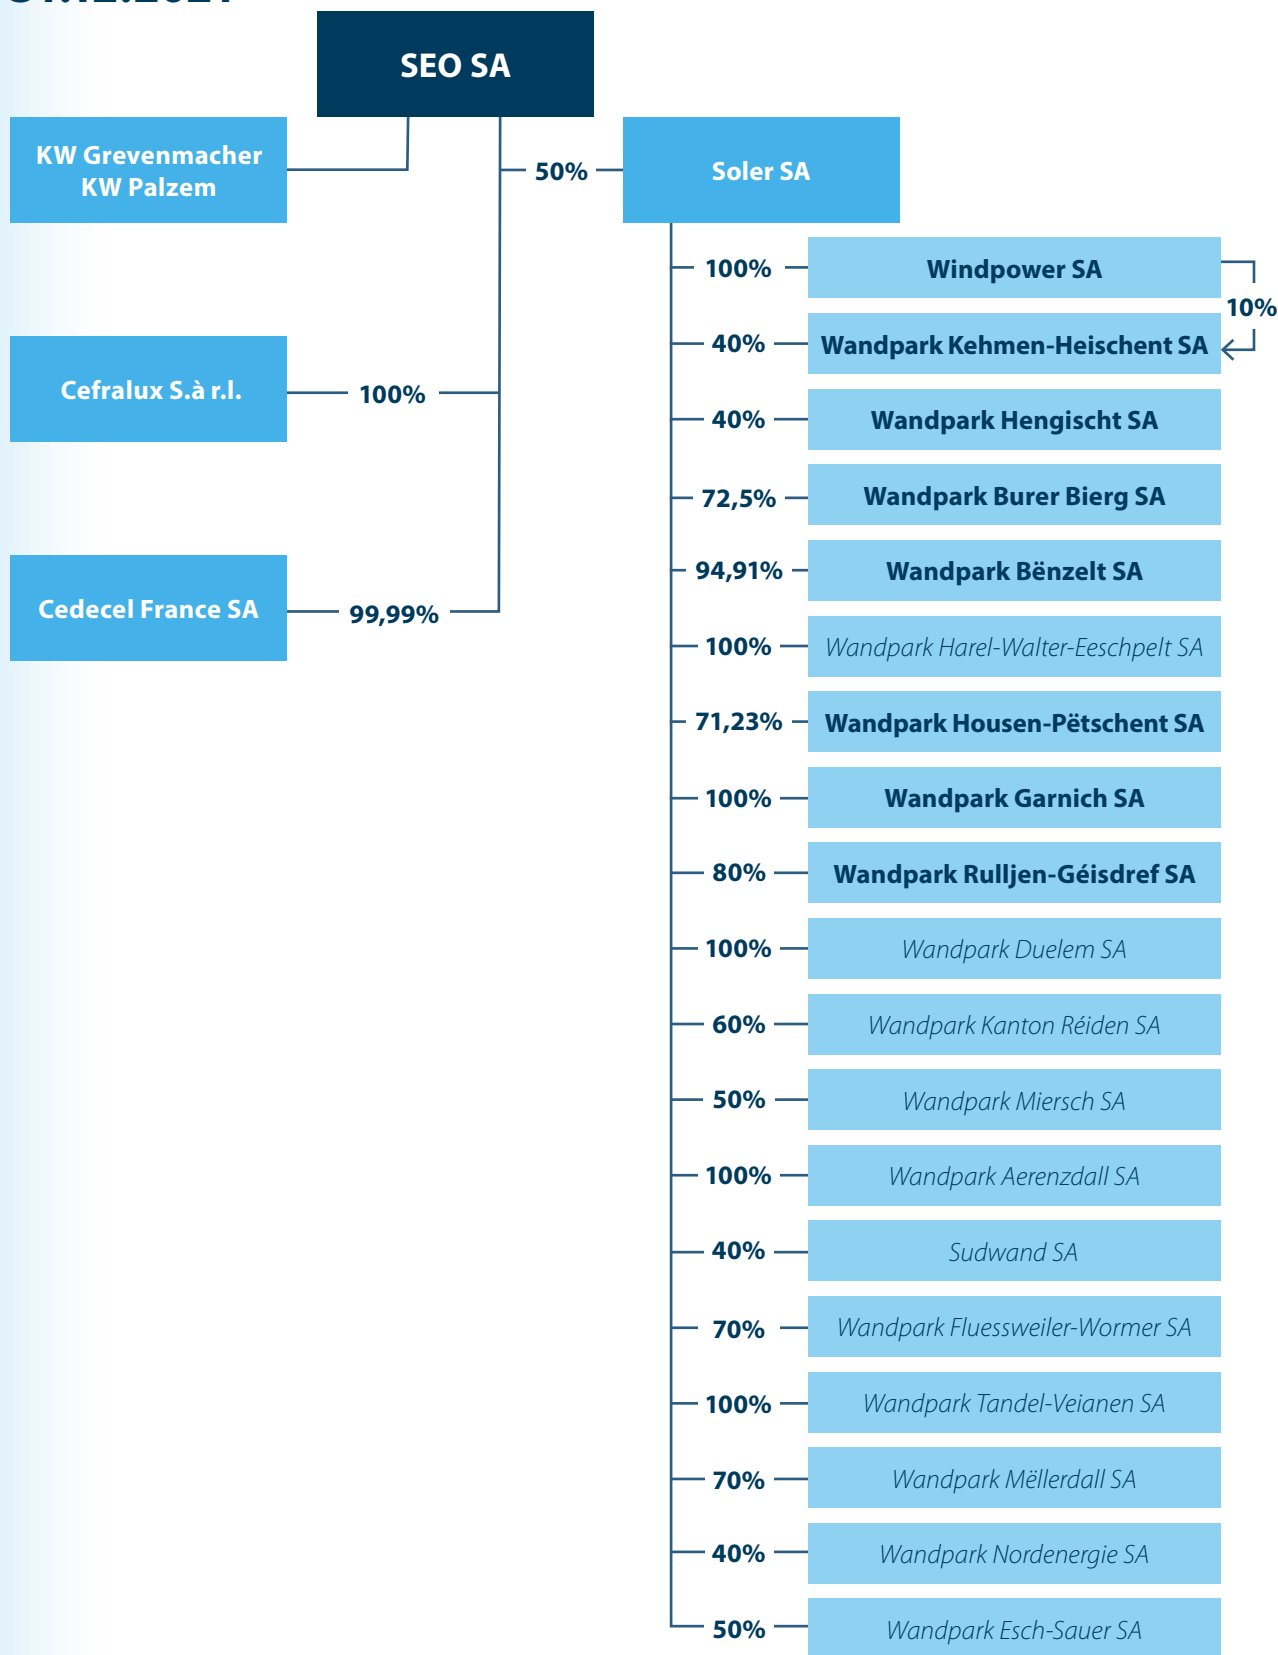 SEO SA
KW Grevenmacher
KW Palzem
50%
Soler SA
100%
Windpower SA
10%
40%
Wandpark Kehmen-Heischent SA
Cefralux S.à r.l.
100%
40%
Wandpark Hengischt SA
72,5%
Wandpark Burer Bierg SA
94,91%
Wandpark Bënzelt SA
Cedecel France SA
99,99%
100%
Wandpark Harel-Walter-Eeschpelt SA
71,23%
Wandpark Housen-Pëtschent SA
100%
Wandpark Garnich SA
80%
Wandpark Rulljen-Géisdref SA
100%
Wandpark Duelem SA
60%
Wandpark Kanton Réiden SA
50%
Wandpark Miersch SA
100%
Wandpark Aerenzdall SA
40%
Sudwand SA
70%
Wandpark Fluessweiler-Wormer SA
100%
Wandpark Tandel-Veianen SA
70%
Wandpark Mëllerdall SA
40%
Wandpark Nordenergie SA
50%
Wandpark Esch-Sauer SA